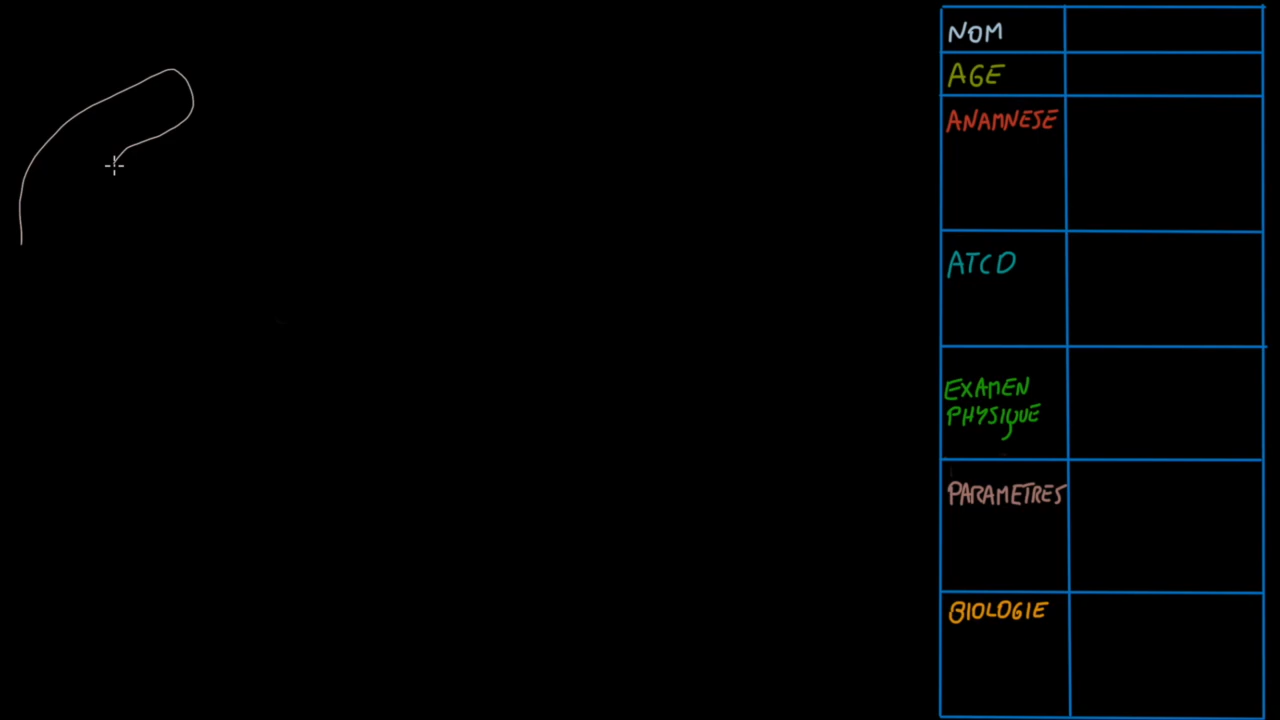 NOM
AGE
ANAMNESE
ATCD
EXAMEN
PHYSIQUE
PARAMETRES
BIOLOGIE